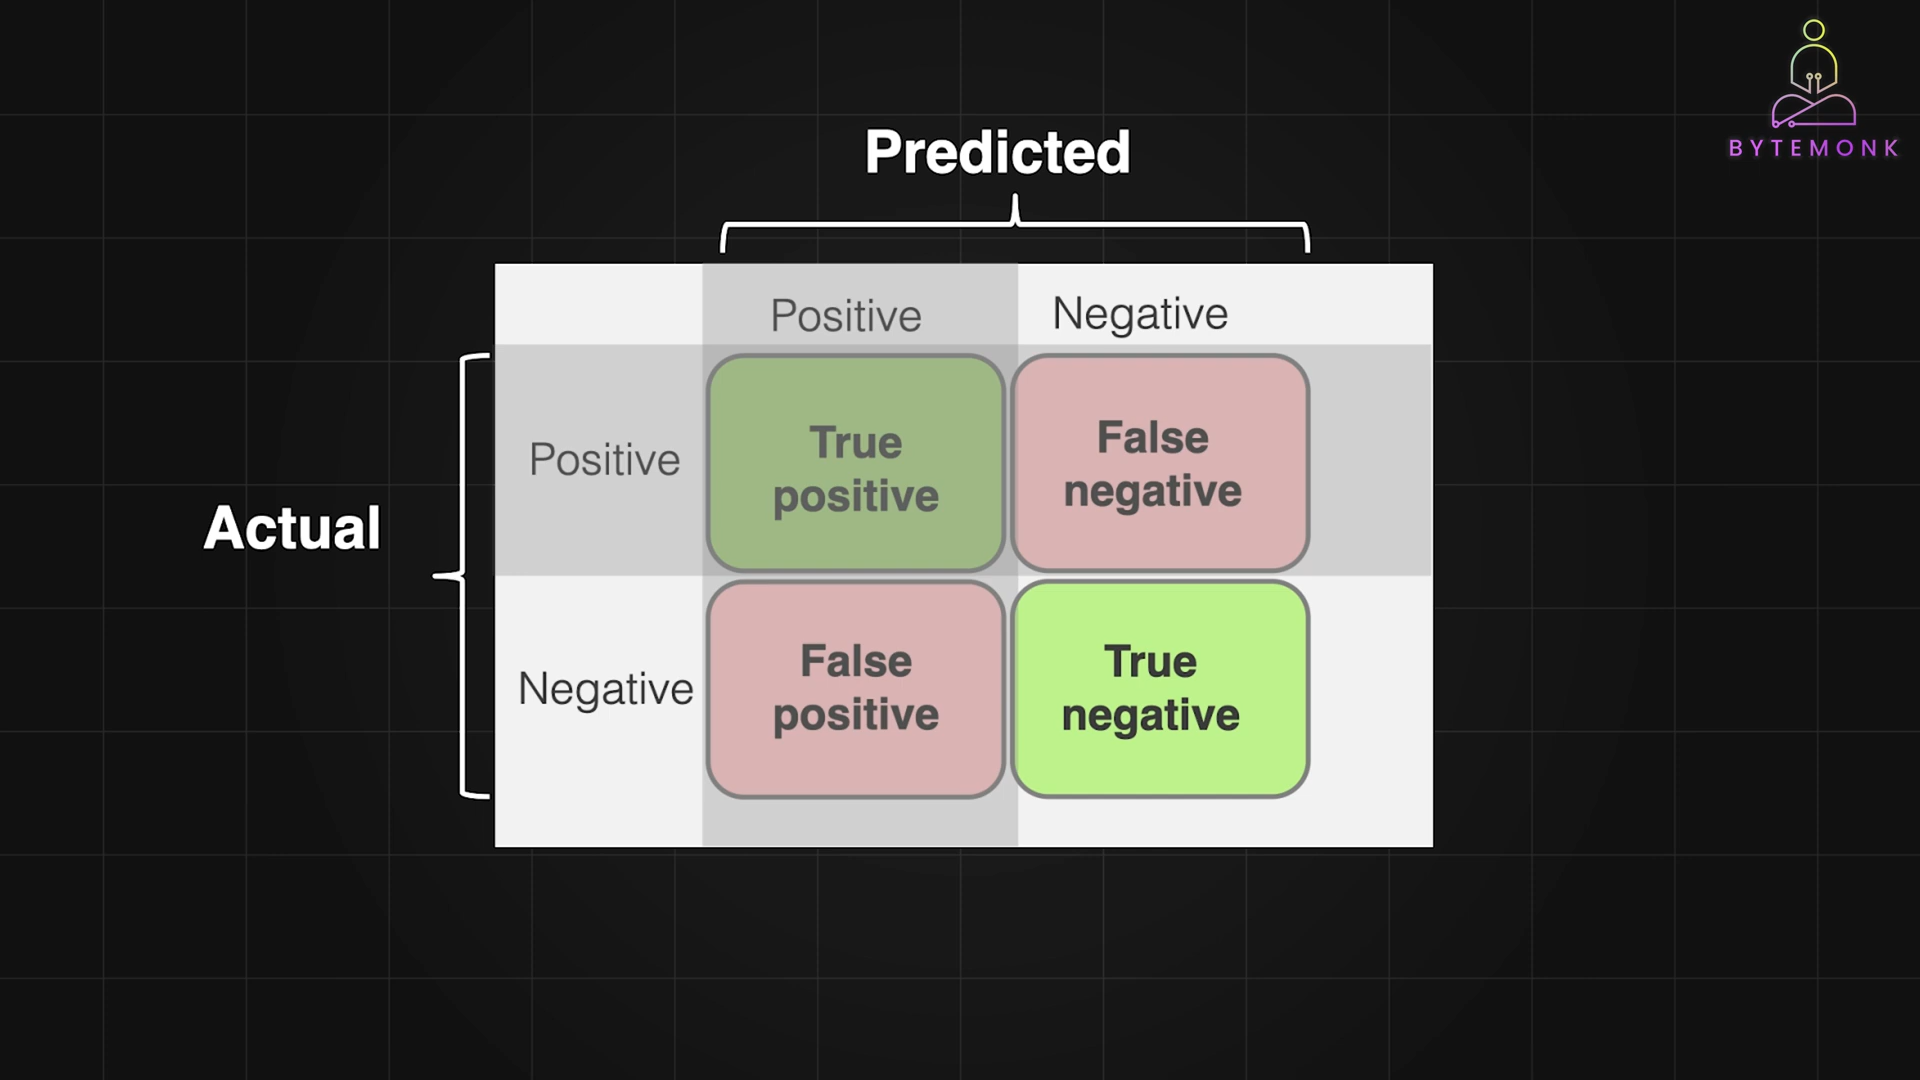 BYTEMONK
Predicted
Positive
Negative
Actual
Positive
True
positive
False
negative
Negative
False
positive
True
negative